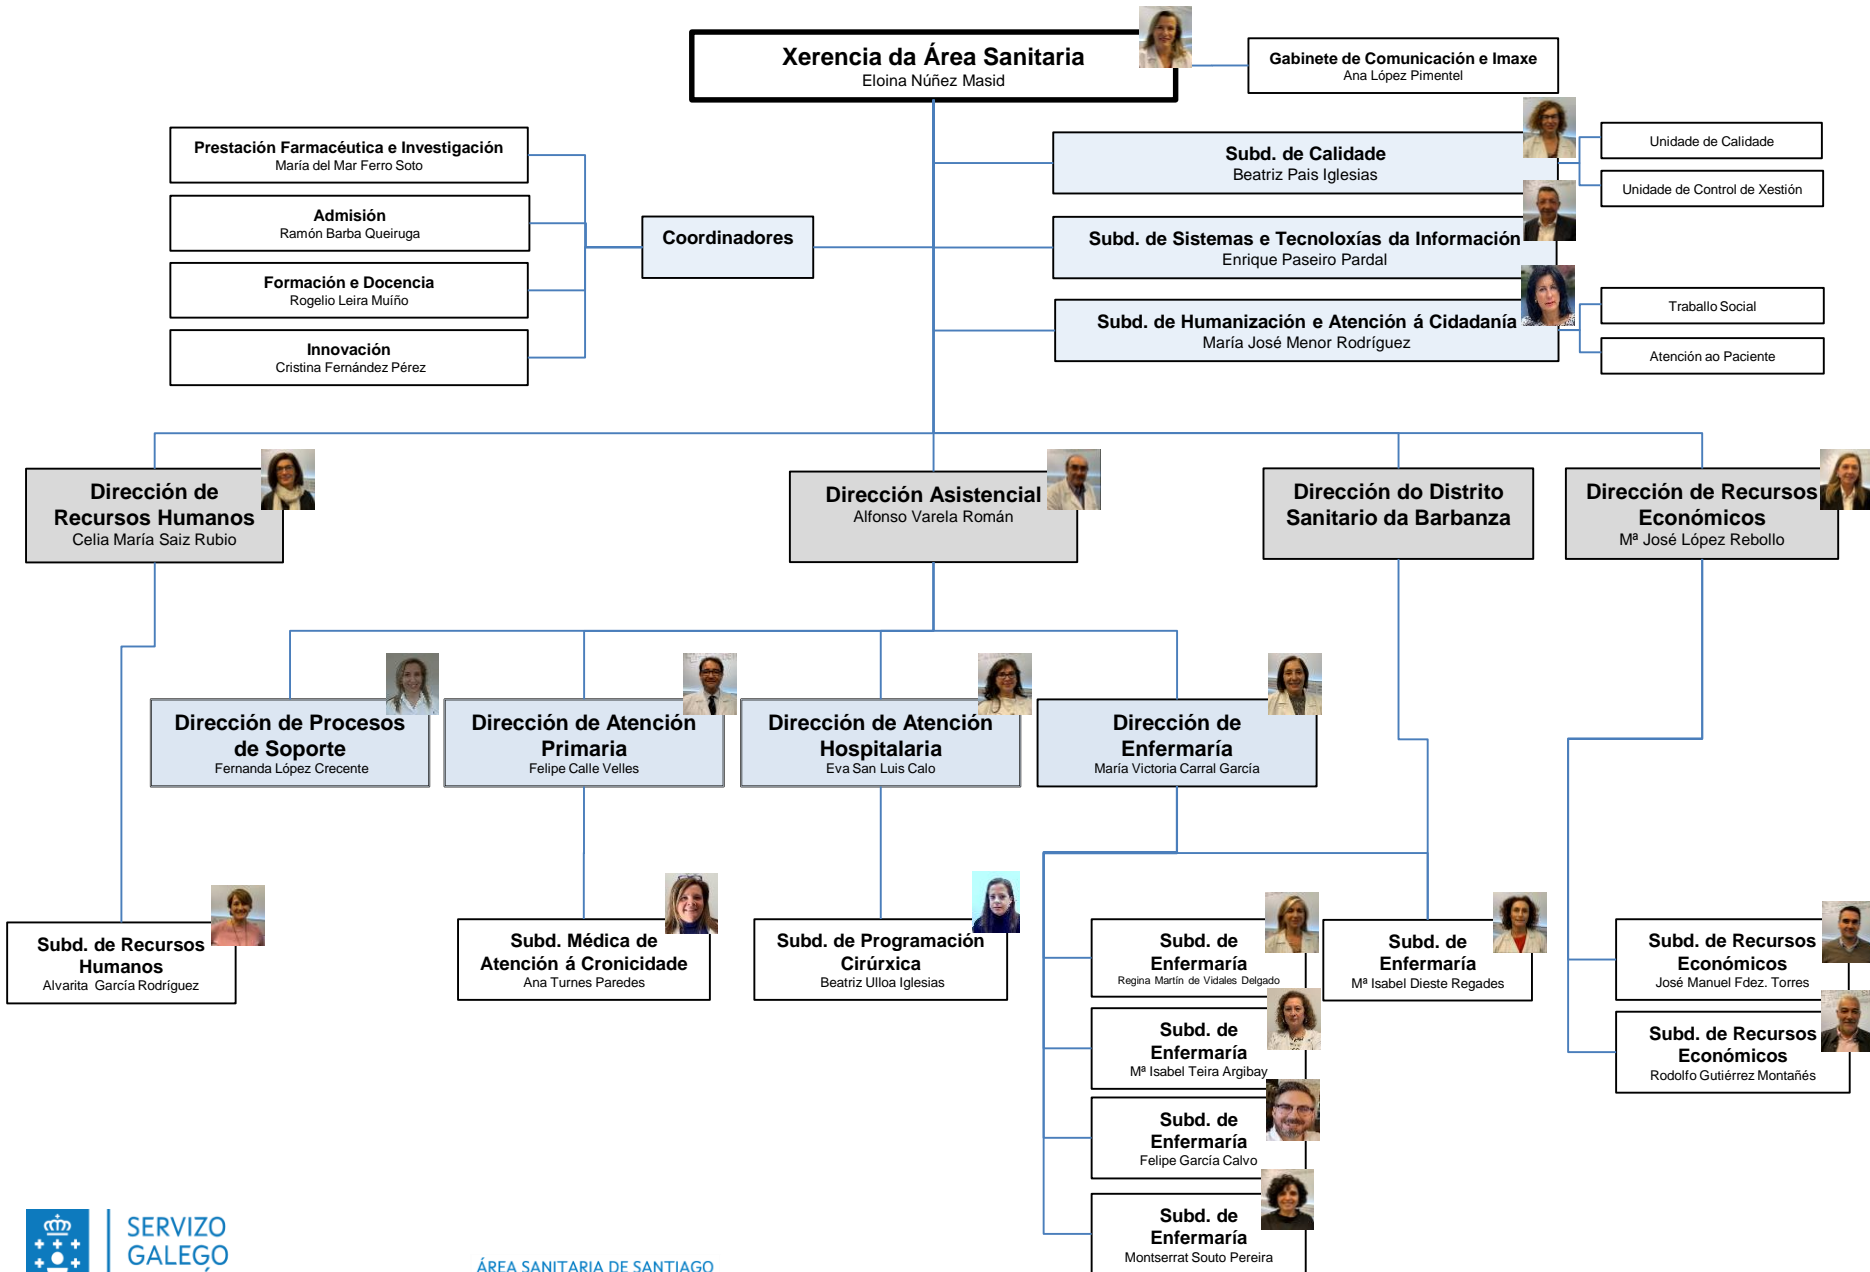 Xerencia da Área Sanitaria
Eloina Núñez Masid
Gabinete de Comunicación e Imaxe
Ana López Pimentel
Prestación Farmacéutica e Investigación
María del Mar Ferro Soto
Admisión
Ramón Barba Queiruga
Formación e Docencia
Rogelio Leira Muíño
Innovación
Cristina Fernández Pérez
Coordinadores
Subd. de Calidade
Beatriz Pais Iglesias
Unidade de Calidade
Unidade de Control de Xestión
Subd. de Sistemas e Tecnoloxías da Información
Enrique Paseiro Pardal
Subd. de Humanización e Atención á Cidadanía
María José Menor Rodríguez
Traballo Social
Atención ao Paciente
Dirección de
Recursos Humanos
Celia María Saiz Rubio
Dirección Asistencial
Alfonso Varela Román
Dirección do Distrito
Sanitario da Barbanza
Dirección de Recursos
Económicos
Mª José López Rebollo
Dirección de Procesos
de Soporte
Fernanda López Crecente
Dirección de Atención
Primaria
Felipe Calle Velles
Dirección de Atención
Hospitalaria
Eva San Luis Calo
Dirección de
Enfermaría
María Victoria Carral García
Subd. de Recursos
Humanos
Alvarita García Rodríguez
Subd. Médica de
Atención á Cronicidade
Ana Turnes Paredes
Subd. de Programación
Cirúrxica
Beatriz Ulloa Iglesias
Subd. de
Enfermaría
Regina Martín de Vidales Delgado
Subd. de
Enfermaría
Mª Isabel Dieste Regades
Subd. de Recursos
Económicos
José Manuel Fdez. Torres
Subd. de
Enfermaría
Mª Isabel Teira Argibay
Subd. de Recursos
Económicos
Rodolfo Gutiérrez Montañés
Subd. de
Enfermaría
Felipe García Calvo
Subd. de
Enfermaría
Montserrat Souto Pereira
SERVIZO
GALEGO
ÁREA SANITARIA DE SANTIAGO